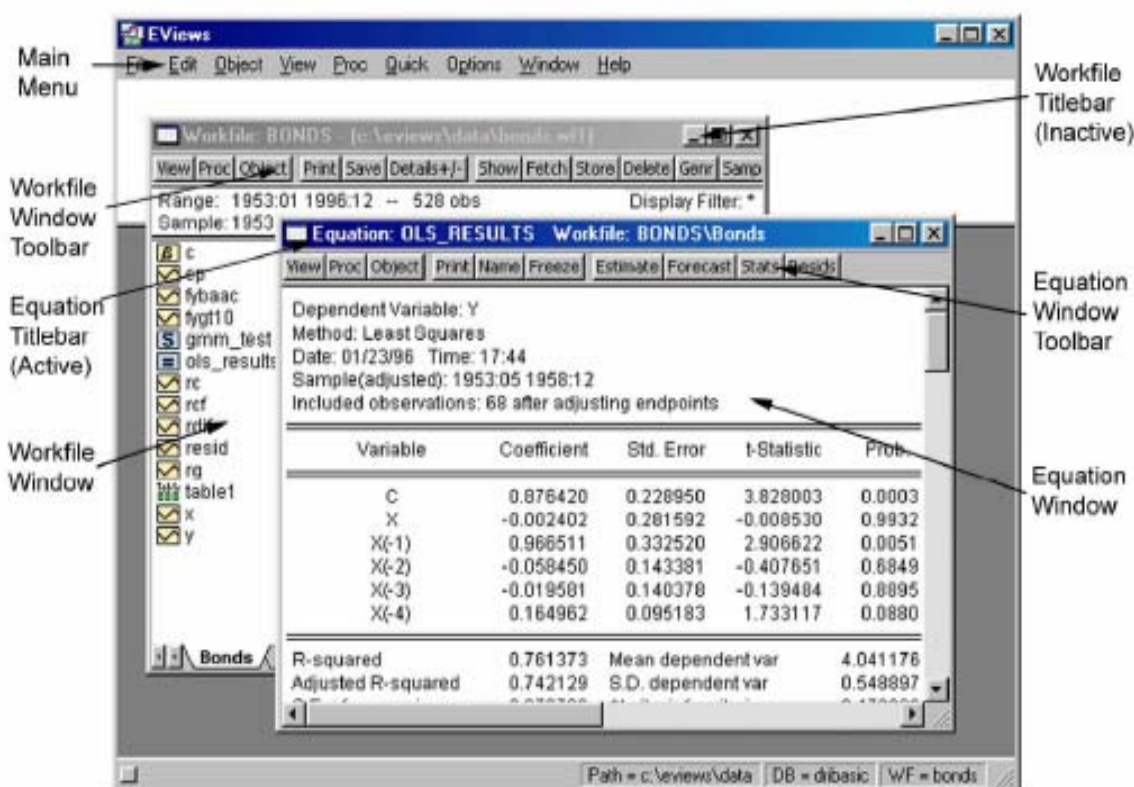 EViews
Main Menu
File Edit Object View Proc Quick Options Window Help
Workfile Titlebar (Inactive)
Workfile: BONDS - (c:\eviews\data\bonds.wf1)
View Proc Object Print Save Details+/- Show Fetch Store Delete Genr Samp
Workfile Window Toolbar
Range: 1953:01 1996:12 -- 528 obs Display Filter: *
Sample: 1953
Equation: OLS_RESULTS Workfile: BONDS\Bonds
View Proc Object Print Name Freeze Estimate Forecast Stats Resids
Equation Titlebar (Active)
Equation Window Toolbar
c
cp
fybaac
fygt10
gmm_test
ols_results
rc
rcf
rdif
resid
rg
table1
x
y
Workfile Window
Bonds
Dependent Variable: Y
Method: Least Squares
Date: 01/23/96 Time: 17:44
Sample(adjusted): 1953:05 1958:12
Included observations: 68 after adjusting endpoints
Equation Window
Variable Coefficient Std. Error t-Statistic Prob.
C 0.876420 0.228950 3.828003 0.0003
X -0.002402 0.281592 -0.008530 0.9932
X(-1) 0.966511 0.332520 2.906622 0.0051
X(-2) -0.058450 0.143381 -0.407651 0.6849
X(-3) -0.019581 0.140378 -0.139484 0.8895
X(-4) 0.164962 0.095183 1.733117 0.0880
R-squared 0.761373 Mean dependent var 4.041176
Adjusted R-squared 0.742129 S.D. dependent var 0.548897
Path = c:\eviews\data DB = dribasic WF = bonds